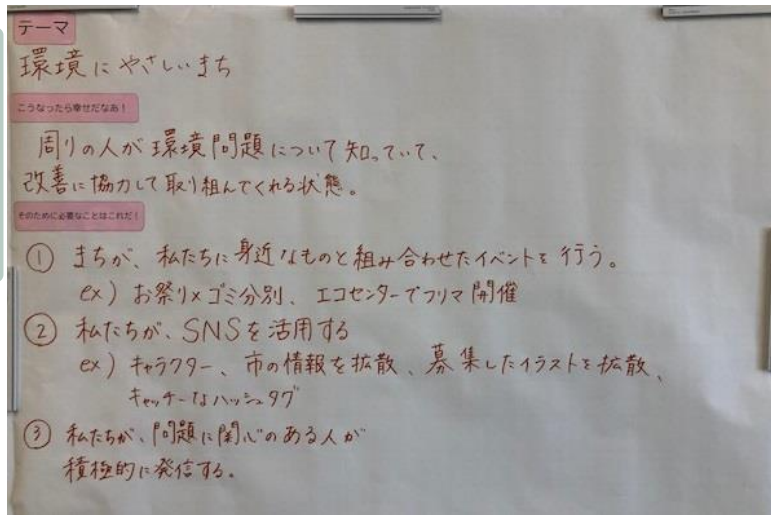 テーマ
環境にやさしいまち
こうなったら幸せだなあ！
周りの人が環境問題について知っていて、
改善に協力して取り組んでくれる状態。
そのために必要なことはこれだ！
① まちが、私たちに身近なものと組み合わせたイベントを行う。
ex) お祭り×ゴミ分別、エコセンターでフリマ開催
② 私たちが、SNSを活用する
ex) キャラクター、市の情報を拡散、募集したイラストを拡散、
キャッチーなハッシュタグ
③ 私たちが、問題に関心のある人が
積極的に発信する。